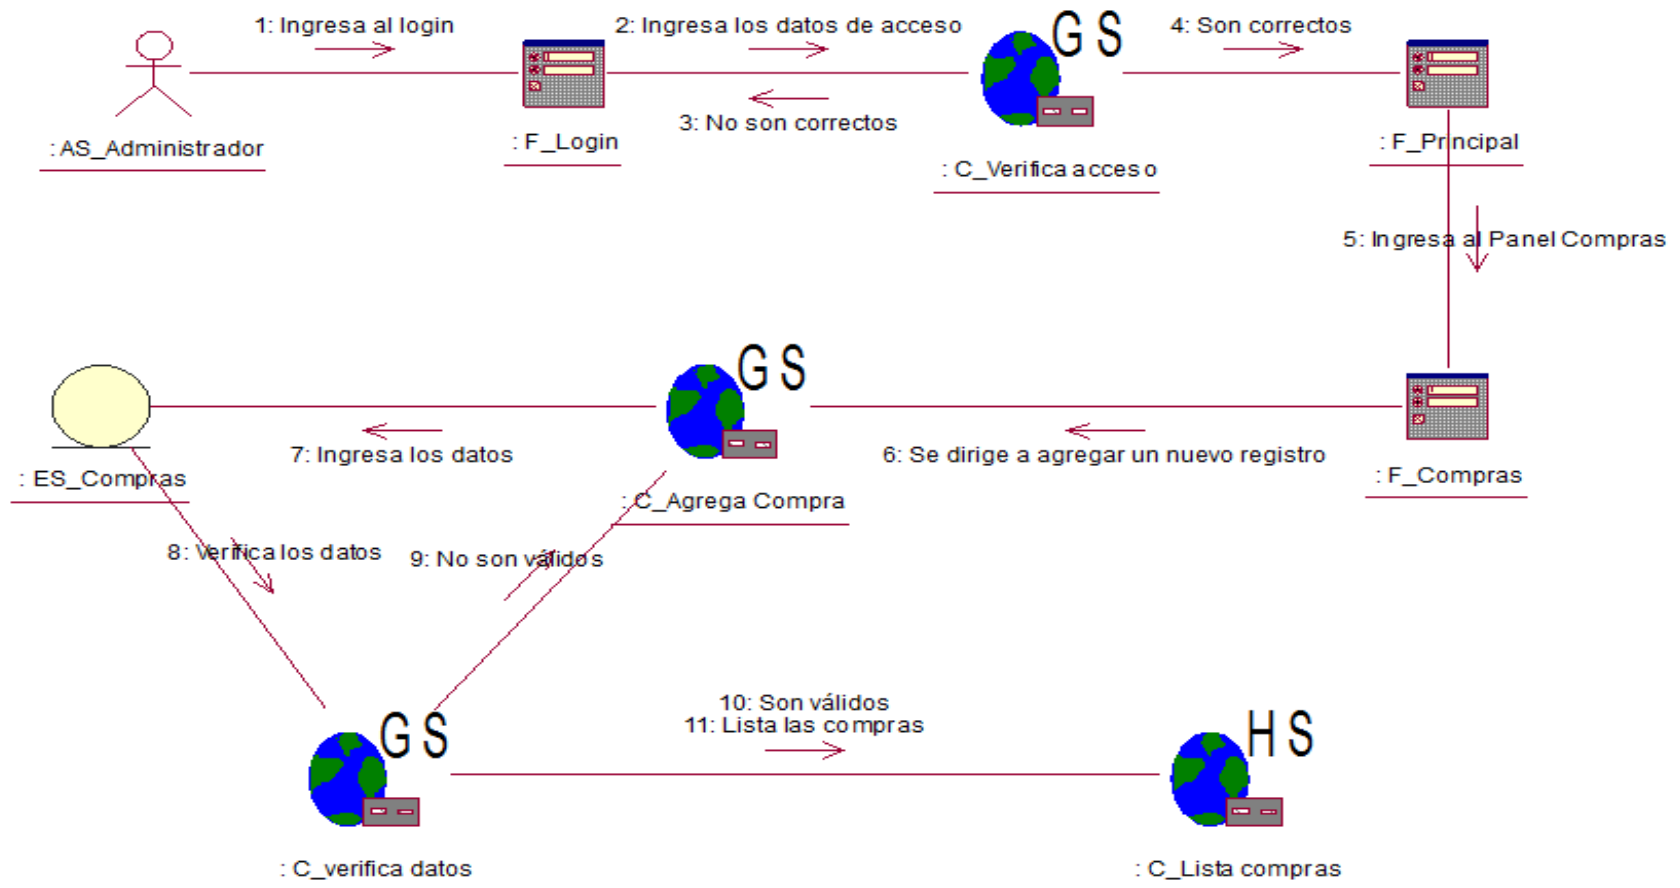 1: Ingresa al login
2: Ingresa los datos de acceso
GS
4: Son correctos
3: No son correctos
: AS_Administrador
: F_Login
: C_Verifica acceso
: F_Principal
5: Ingresa al Panel Compras
GS
7: Ingresa los datos
6: Se dirige a agregar un nuevo registro
: ES_Compras
: C_Agrega Compra
: F_Compras
8: Verifica los datos
9: No son válidos
GS
10: Son válidos
11: Lista las compras
HS
: C_verifica datos
: C_Lista compras